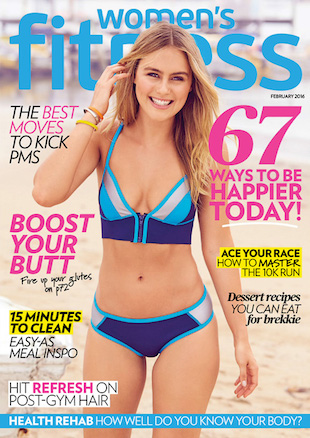 women's
fitness
FEBRUARY 2016
THE BEST
MOVES
TO KICK
PMS
67
WAYS TO BE
HAPPIER
TODAY!
BOOST
YOUR
BUTT
Fire up your glutes
on p72
ACE YOUR RACE
HOW TO MASTER
THE 10K RUN
Dessert recipes
YOU CAN EAT
for brekkie
15 MINUTES
TO CLEAN
EASY-AS
MEAL INSPO
HIT REFRESH ON
POST-GYM HAIR
HEALTH REHAB HOW WELL DO YOU KNOW YOUR BODY?